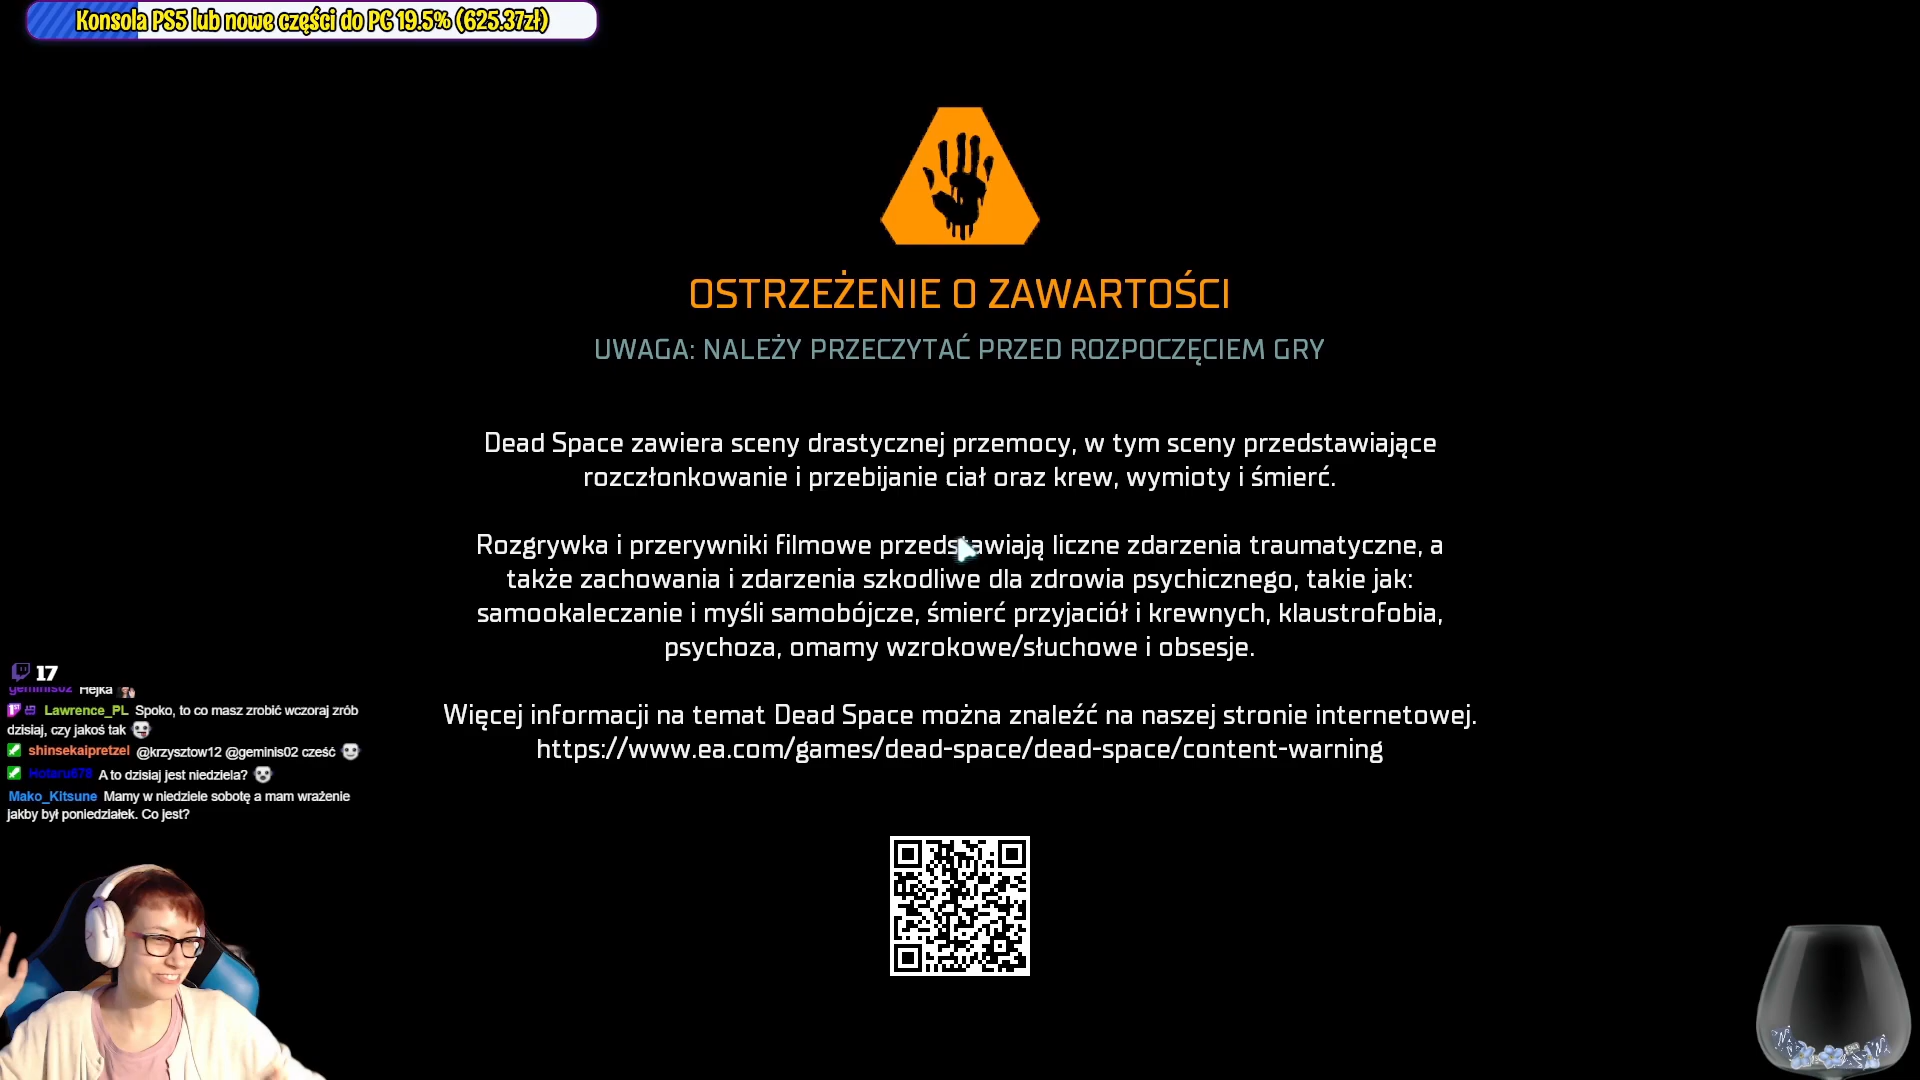 Konsola PS5 lub nowe części do PC 19.5% (625.37zł)
OSTRZEŻENIE O ZAWARTOŚCI
UWAGA: NALEŻY PRZECZYTAĆ PRZED ROZPOCZĘCIEM GRY
Dead Space zawiera sceny drastycznej przemocy, w tym sceny przedstawiające
rozczłonkowanie i przebijanie ciał oraz krew, wymioty i śmierć.
Rozgrywka i przerywniki filmowe przedstawiają liczne zdarzenia traumatyczne, a
także zachowania i zdarzenia szkodliwe dla zdrowia psychicznego, takie jak:
samookaleczanie i myśli samobójcze, śmierć przyjaciół i krewnych, klaustrofobia,
psychoza, omamy wzrokowe/słuchowe i obsesje.
Więcej informacji na temat Dead Space można znaleźć na naszej stronie internetowej.
https://www.ea.com/games/dead-space/dead-space/content-warning
17
geminis02 Hejka
Lawrence_PL Spoko, to co masz zrobić wczoraj zrób
dzisiaj, czy jakoś tak
shinsekaipretzel @krzysztow12 @geminis02 cześć
Hotaru678 A to dzisiaj jest niedziela?
Mako_Kitsune Mamy w niedziele sobotę a mam wrażenie
jakby był poniedziałek. Co jest?